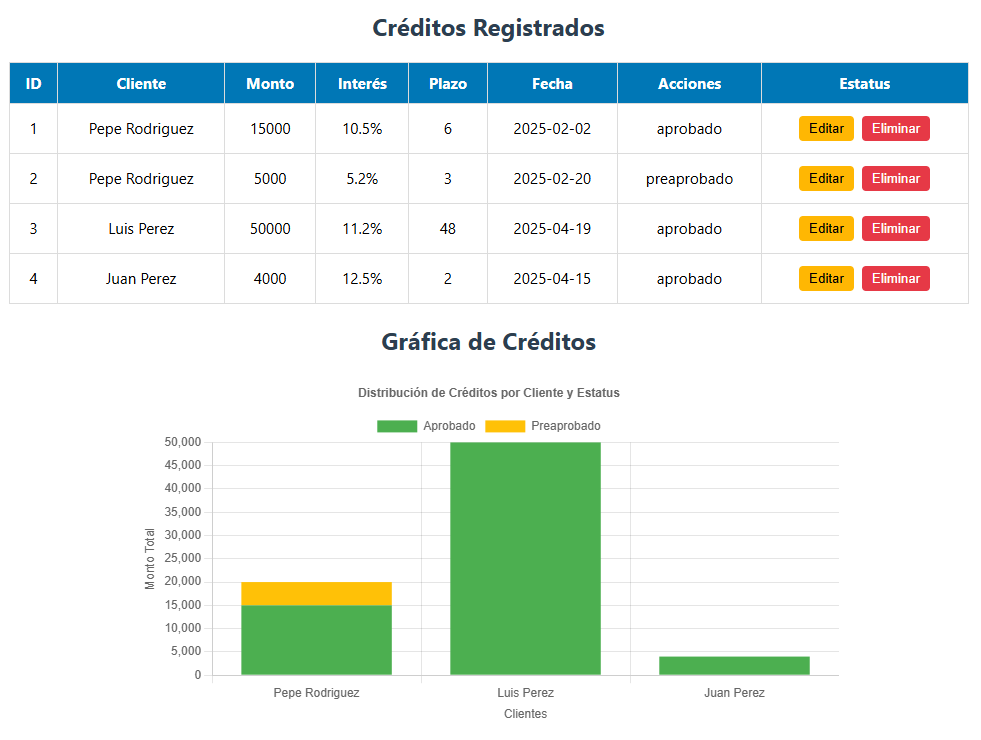 Créditos Registrados
ID Cliente Monto Interés Plazo Fecha Acciones Estatus
1 Pepe Rodriguez 15000 10.5% 6 2025-02-02 aprobado Editar Eliminar
2 Pepe Rodriguez 5000 5.2% 3 2025-02-20 preaprobado Editar Eliminar
3 Luis Perez 50000 11.2% 48 2025-04-19 aprobado Editar Eliminar
4 Juan Perez 4000 12.5% 2 2025-04-15 aprobado Editar Eliminar
Gráfica de Créditos
Distribución de Créditos por Cliente y Estatus
Aprobado Preaprobado
Monto Total
50,000
45,000
40,000
35,000
30,000
25,000
20,000
15,000
10,000
5,000
0
Pepe Rodriguez Luis Perez Juan Perez
Clientes